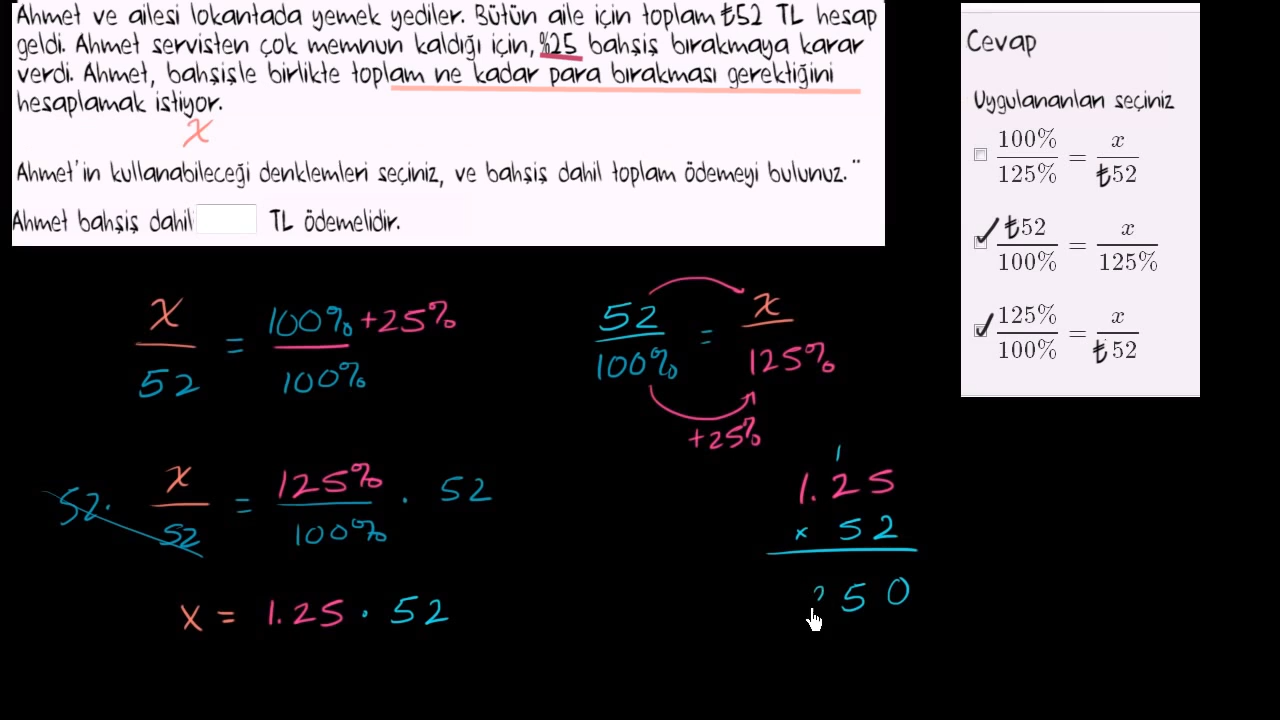 Ahmet ve ailesi lokantada yemek yediler. Bütün aile için toplam ₺52 TL hesap
geldi. Ahmet servisten çok memnun kaldığı için, %25 bahşiş bırakmaya karar
verdi. Ahmet, bahşişle birlikte toplam ne kadar para bırakması gerektiğini
hesaplamak istiyor.
x
Ahmet'in kullanabileceği denklemleri seçiniz, ve bahşiş dahil toplam ödemeyi bulunuz."
Ahmet bahşiş dahil TL ödemelidir.
Cevap
Uygulananları seçiniz
100% x
125% = ₺52
₺52 x
100% = 125%
125% x
100% = ₺52
x 100% +25%
52 = 100%
52 x
100% = 125%
+25%
52. x 125%
52 = 100% . 52
x = 1.25 . 52
1
1.25
x 52
250